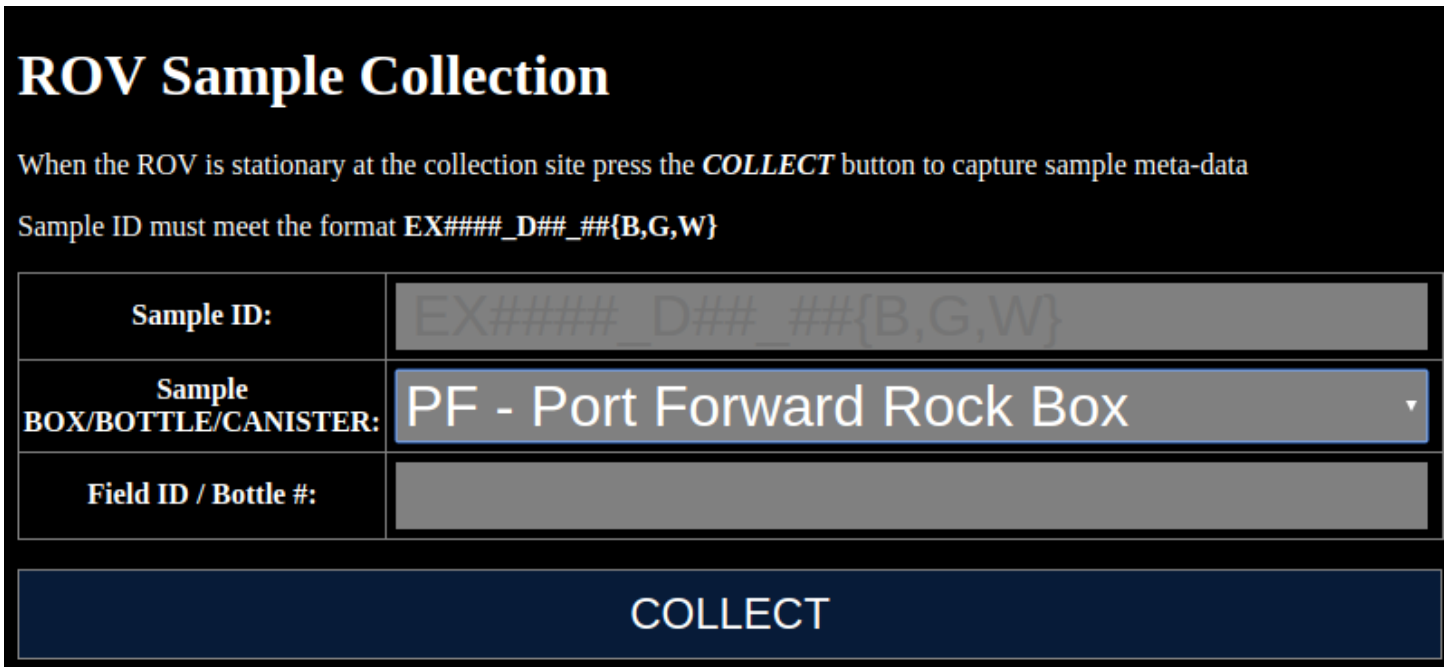 ROV Sample Collection
When the ROV is stationary at the collection site press the COLLECT button to capture sample meta-data
Sample ID must meet the format EX####_D##_##{B,G,W}
Sample ID:
EX####_D##_##{B,G,W}
Sample
BOX/BOTTLE/CANISTER:
PF - Port Forward Rock Box
Field ID / Bottle #:
COLLECT